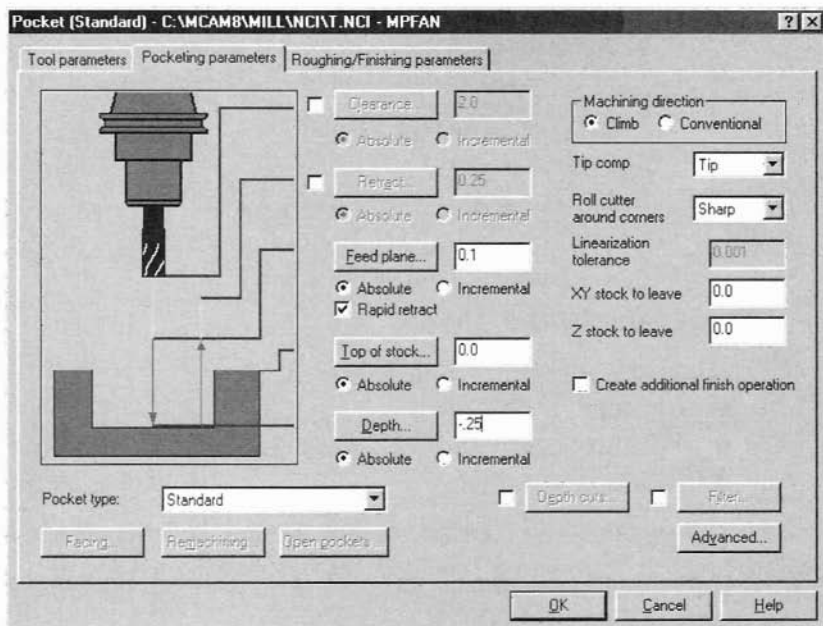 Pocket (Standard) - C:\MCAM8\MILL\NCI\T.NCI - MPFAN
Tool parameters
Pocketing parameters
Roughing/Finishing parameters
Clearance...
2.0
Absolute
Incremental
Retract...
0.25
Absolute
Incremental
Feed plane...
0.1
Absolute
Incremental
Rapid retract
Top of stock...
0.0
Absolute
Incremental
Depth...
-.25
Absolute
Incremental
Machining direction
Climb
Conventional
Tip comp
Tip
Roll cutter
around corners
Sharp
Linearization
tolerance
0.001
XY stock to leave
0.0
Z stock to leave
0.0
Create additional finish operation
Pocket type:
Standard
Depth cuts...
Filter...
Facing...
Remachining...
Open pockets...
Advanced...
OK
Cancel
Help